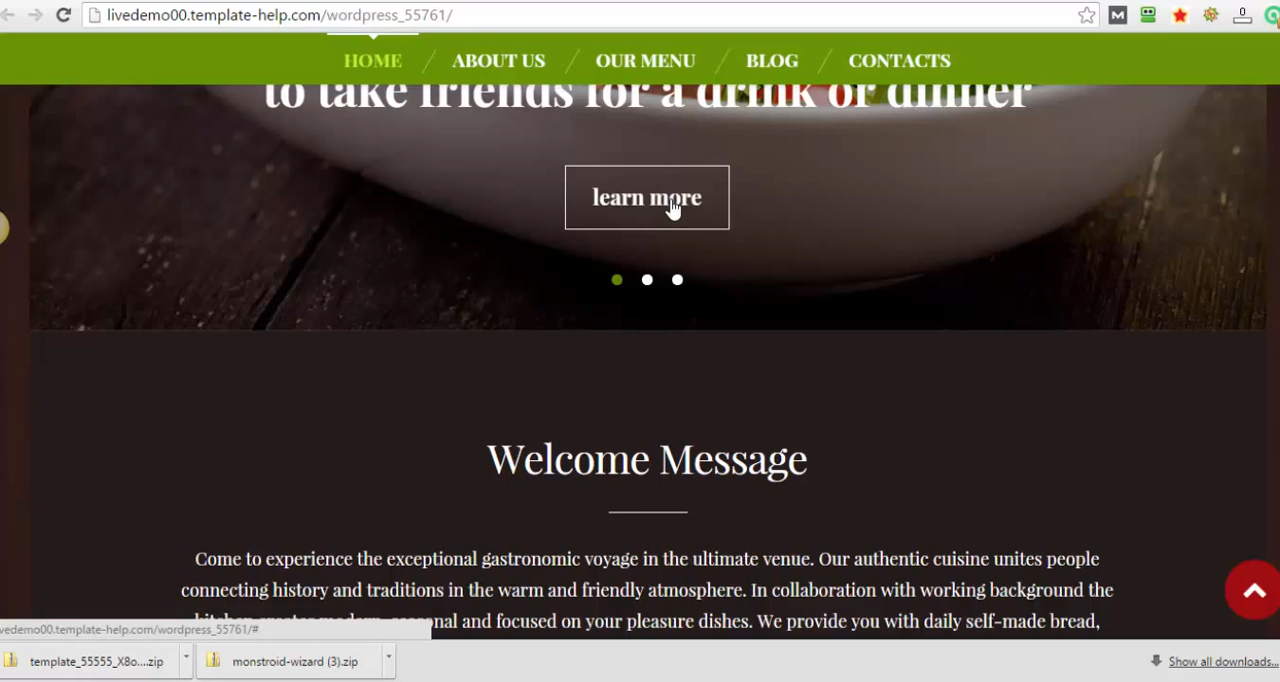 livedemo00.template-help.com/wordpress_55761/
M
0
HOME ABOUT US OUR MENU BLOG CONTACTS
to take friends for a drink or dinner
learn more
Welcome Message
Come to experience the exceptional gastronomic voyage in the ultimate venue. Our authentic cuisine unites people
connecting history and traditions in the warm and friendly atmosphere. In collaboration with working background the
kitchen creates modern, seasonal and focused on your pleasure dishes. We provide you with daily self-made bread,
vedemo00.template-help.com/wordpress_55761/#
template_55555_X8o....zip
monstroid-wizard (3).zip
Show all downloads...